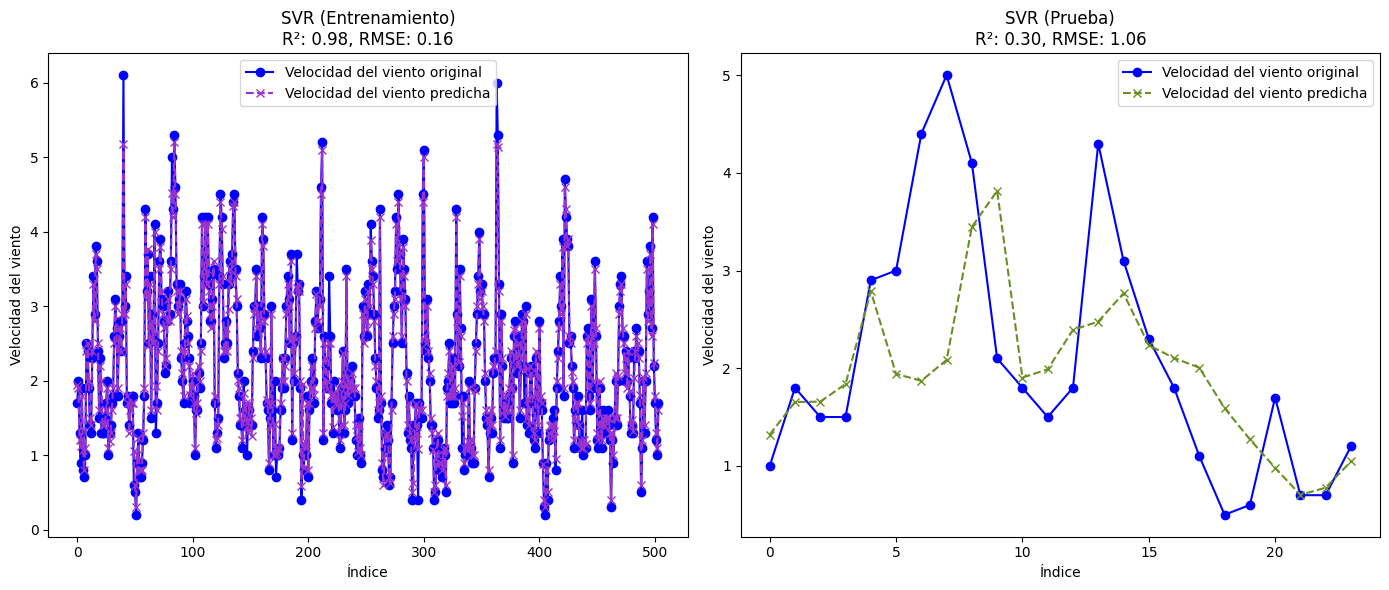 SVR (Entrenamiento)
R²: 0.98, RMSE: 0.16
Velocidad del viento original
Velocidad del viento predicha
Velocidad del viento
6
5
4
3
2
1
0
0
100
200
300
400
500
Índice
SVR (Prueba)
R²: 0.30, RMSE: 1.06
Velocidad del viento original
Velocidad del viento predicha
Velocidad del viento
5
4
3
2
1
0
5
10
15
20
Índice